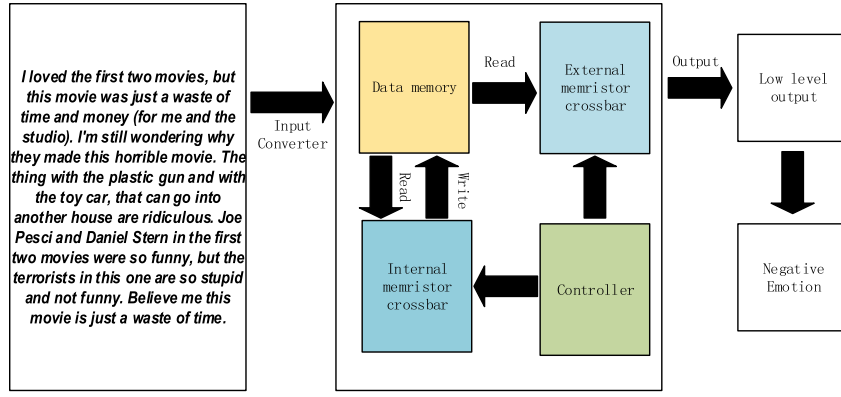 I loved the first two movies, but
this movie was just a waste of
time and money (for me and the
studio). I'm still wondering why
they made this horrible movie. The
thing with the plastic gun and with
the toy car, that can go into
another house are ridiculous. Joe
Pesci and Daniel Stern in the first
two movies were so funny, but the
terrorists in this one are so stupid
and not funny. Believe me this
movie is just a waste of time.
Input
Converter
Data memory
Read
External
memristor
crossbar
Read
Write
Internal
memristor
crossbar
Controller
Output
Low level
output
Negative
Emotion